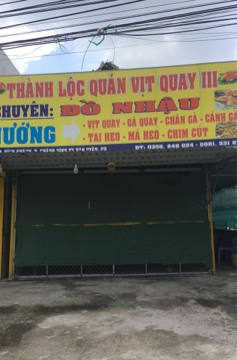 THÀNH LỘC QUÁN VỊT QUAY III
CHUYÊN: ĐỒ NHẬU
NƯỚNG
- VỊT QUAY - GÀ QUAY - CHÂN GÀ - CÁNH GÀ
- TAI HEO - MÁ HEO - CHIM CÚT
ĐT: